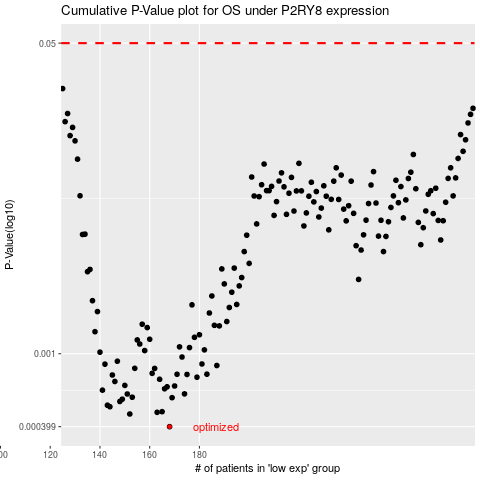 Cumulative P-Value plot for OS under P2RY8 expression
0.05
P-Value(log10)
0.001
0.000399
optimized
00 120 140 160 180
# of patients in 'low exp' group